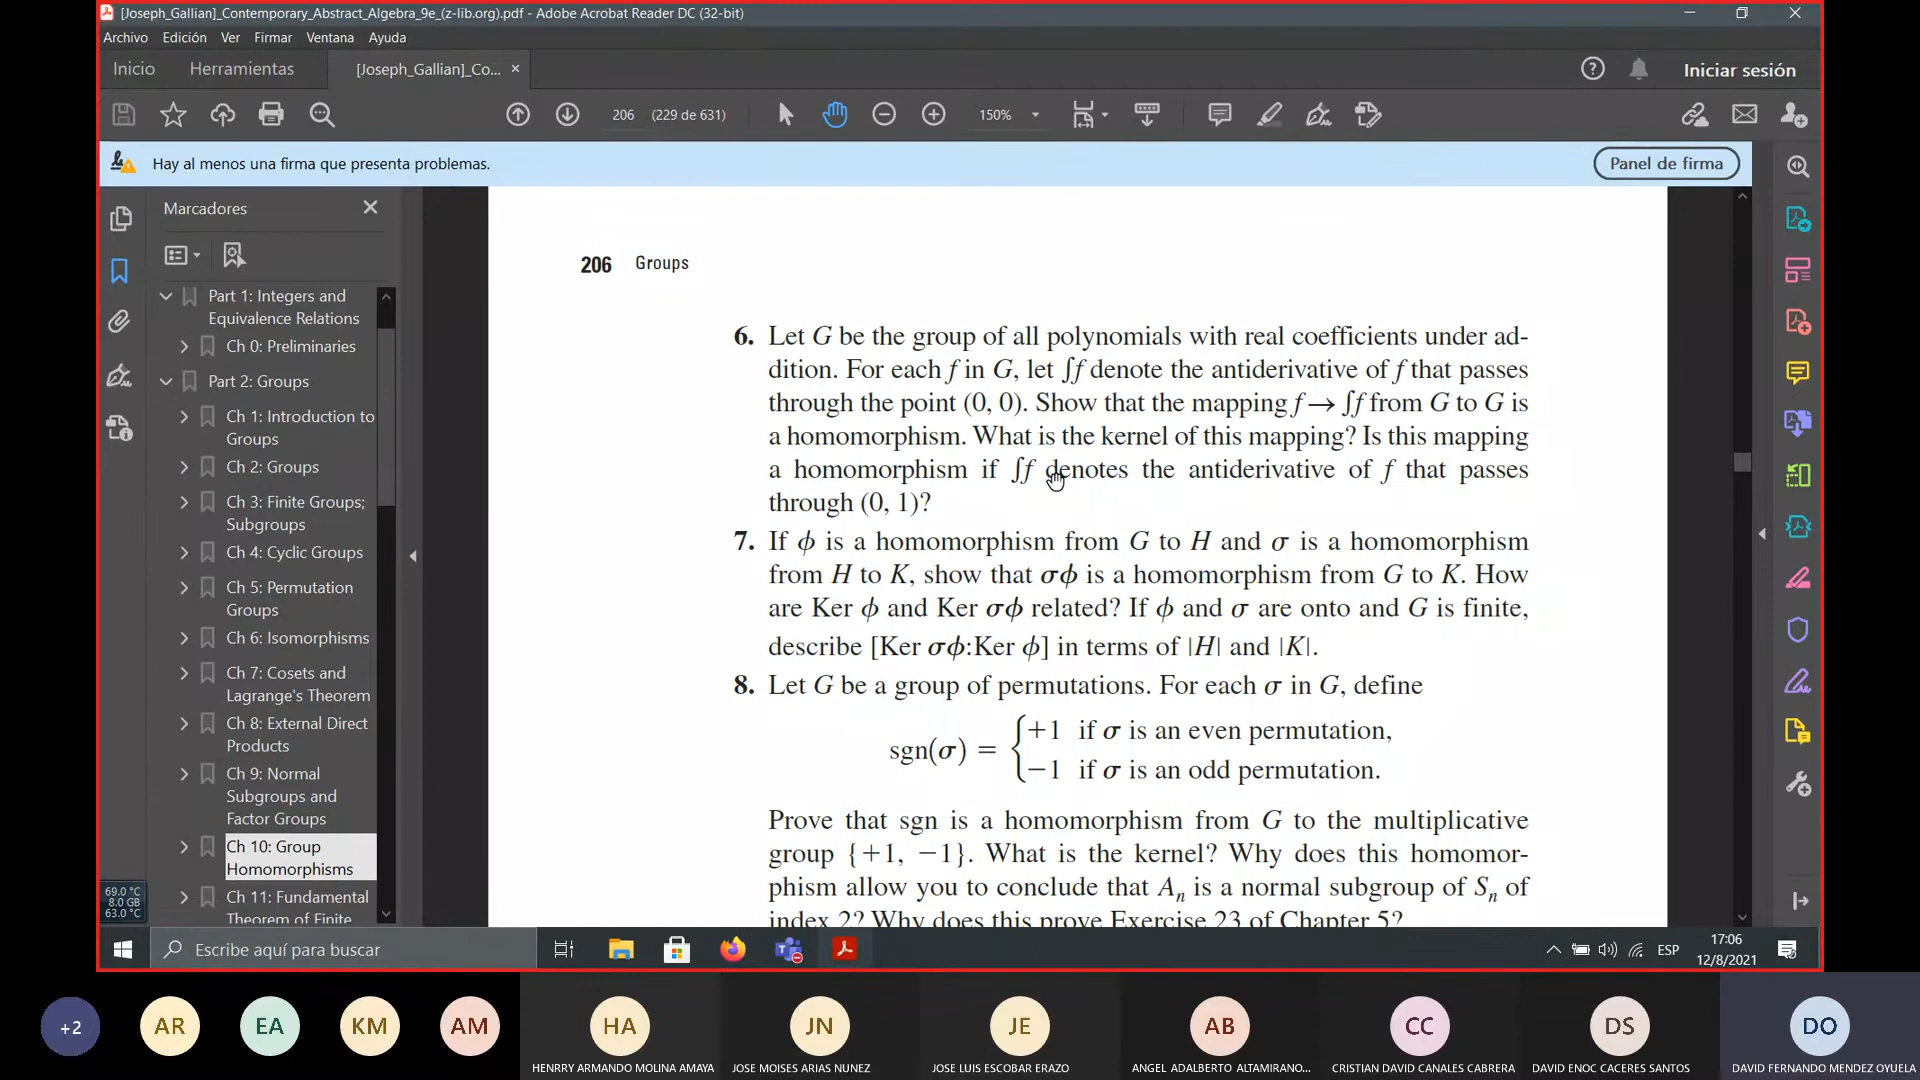 [Joseph_Gallian]_Contemporary_Abstract_Algebra_9e_(z-lib.org).pdf - Adobe Acrobat Reader DC (32-bit)
Archivo Edición Ver Firmar Ventana Ayuda
Inicio Herramientas [Joseph_Gallian]_Co... × Iniciar sesión
206 (229 de 631) 150%
Hay al menos una firma que presenta problemas. Panel de firma
Marcadores
Part 1: Integers and
Equivalence Relations
Ch 0: Preliminaries
Part 2: Groups
Ch 1: Introduction to
Groups
Ch 2: Groups
Ch 3: Finite Groups;
Subgroups
Ch 4: Cyclic Groups
Ch 5: Permutation
Groups
Ch 6: Isomorphisms
Ch 7: Cosets and
Lagrange's Theorem
Ch 8: External Direct
Products
Ch 9: Normal
Subgroups and
Factor Groups
Ch 10: Group
Homomorphisms
Ch 11: Fundamental
Theorem of Finite
206 Groups
6. Let G be the group of all polynomials with real coefficients under ad-
dition. For each f in G, let ∫f denote the antiderivative of f that passes
through the point (0, 0). Show that the mapping f → ∫f from G to G is
a homomorphism. What is the kernel of this mapping? Is this mapping
a homomorphism if ∫f denotes the antiderivative of f that passes
through (0, 1)?
7. If ϕ is a homomorphism from G to H and σ is a homomorphism
from H to K, show that σϕ is a homomorphism from G to K. How
are Ker ϕ and Ker σϕ related? If ϕ and σ are onto and G is finite,
describe [Ker σϕ:Ker ϕ] in terms of |H| and |K|.
8. Let G be a group of permutations. For each σ in G, define
sgn(σ) = { +1 if σ is an even permutation,
−1 if σ is an odd permutation.
Prove that sgn is a homomorphism from G to the multiplicative
group {+1, −1}. What is the kernel? Why does this homomor-
phism allow you to conclude that Aₙ is a normal subgroup of Sₙ of
index 2? Why does this prove Exercise 23 of Chapter 5?
69.0 °C
8.0 GB
63.0 °C
Escribe aquí para buscar
ESP
17:06
12/8/2021
+2 AR EA KM AM HA JN JE AB CC DS DO
HENRRY ARMANDO MOLINA AMAYA JOSE MOISES ARIAS NUNEZ JOSE LUIS ESCOBAR ERAZO ANGEL ADALBERTO ALTAMIRANO... CRISTIAN DAVID CANALES CABRERA DAVID ENOC CACERES SANTOS DAVID FERNANDO MENDEZ OYUELA